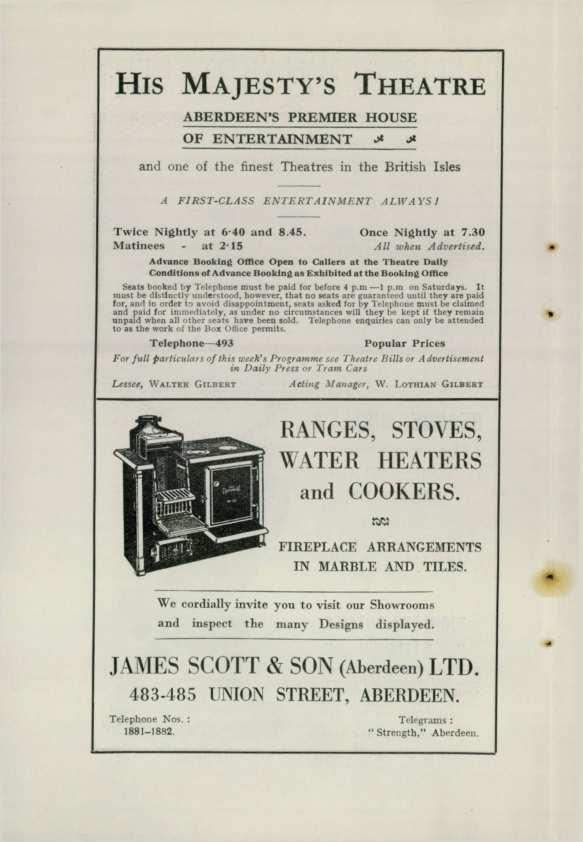 HIS MAJESTY'S THEATRE
ABERDEEN'S PREMIER HOUSE
OF ENTERTAINMENT
and one of the finest Theatres in the British Isles
A FIRST-CLASS ENTERTAINMENT ALWAYS!
Twice Nightly at 6·40 and 8.45. Once Nightly at 7.30
Matinees - at 2·15 All when Advertised.
Advance Booking Office Open to Callers at the Theatre Daily
Conditions of Advance Booking as Exhibited at the Booking Office
Seats booked by Telephone must be paid for before 4 p.m —1 p.m on Saturdays. It
must be distinctly understood, however, that no seats are guaranteed until they are paid
for, and in order to avoid disappointment, seats asked for by Telephone must be claimed
and paid for immediately, as under no circumstances will they be kept if they remain
unpaid when all other seats have been sold. Telephone enquiries can only be attended
to as the work of the Box Office permits.
Telephone—493 Popular Prices
For full particulars of this week's Programme see Theatre Bills or Advertisement
in Daily Press or Tram Cars
Lessee, WALTER GILBERT Acting Manager, W. LOTHIAN GILBERT
RANGES, STOVES,
WATER HEATERS
and COOKERS.
FIREPLACE ARRANGEMENTS
IN MARBLE AND TILES.
We cordially invite you to visit our Showrooms
and inspect the many Designs displayed.
JAMES SCOTT & SON (Aberdeen) LTD.
483-485 UNION STREET, ABERDEEN.
Telephone Nos. : Telegrams :
1881-1882. "Strength," Aberdeen.